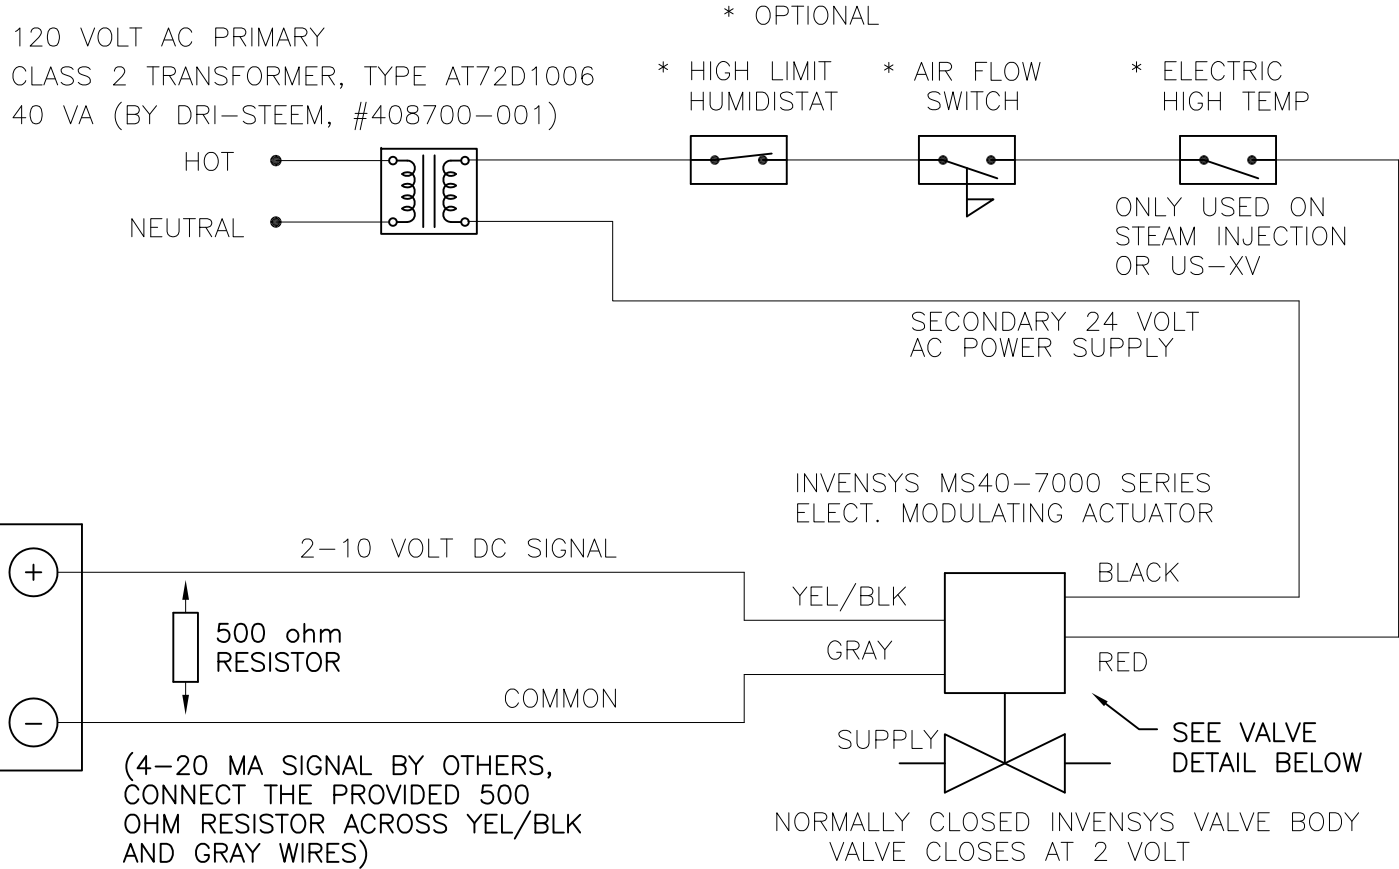 * OPTIONAL
120 VOLT AC PRIMARY
CLASS 2 TRANSFORMER, TYPE AT72D1006
40 VA (BY DRI-STEEM, #408700-001)
* HIGH LIMIT
HUMIDISTAT
* AIR FLOW
SWITCH
* ELECTRIC
HIGH TEMP
HOT
NEUTRAL
ONLY USED ON
STEAM INJECTION
OR US-XV
SECONDARY 24 VOLT
AC POWER SUPPLY
INVENSYS MS40-7000 SERIES
ELECT. MODULATING ACTUATOR
2-10 VOLT DC SIGNAL
+
YEL/BLK
BLACK
500 ohm
RESISTOR
GRAY
RED
COMMON
-
SUPPLY
SEE VALVE
DETAIL BELOW
(4-20 MA SIGNAL BY OTHERS,
CONNECT THE PROVIDED 500
OHM RESISTOR ACROSS YEL/BLK
AND GRAY WIRES)
NORMALLY CLOSED INVENSYS VALVE BODY
VALVE CLOSES AT 2 VOLT